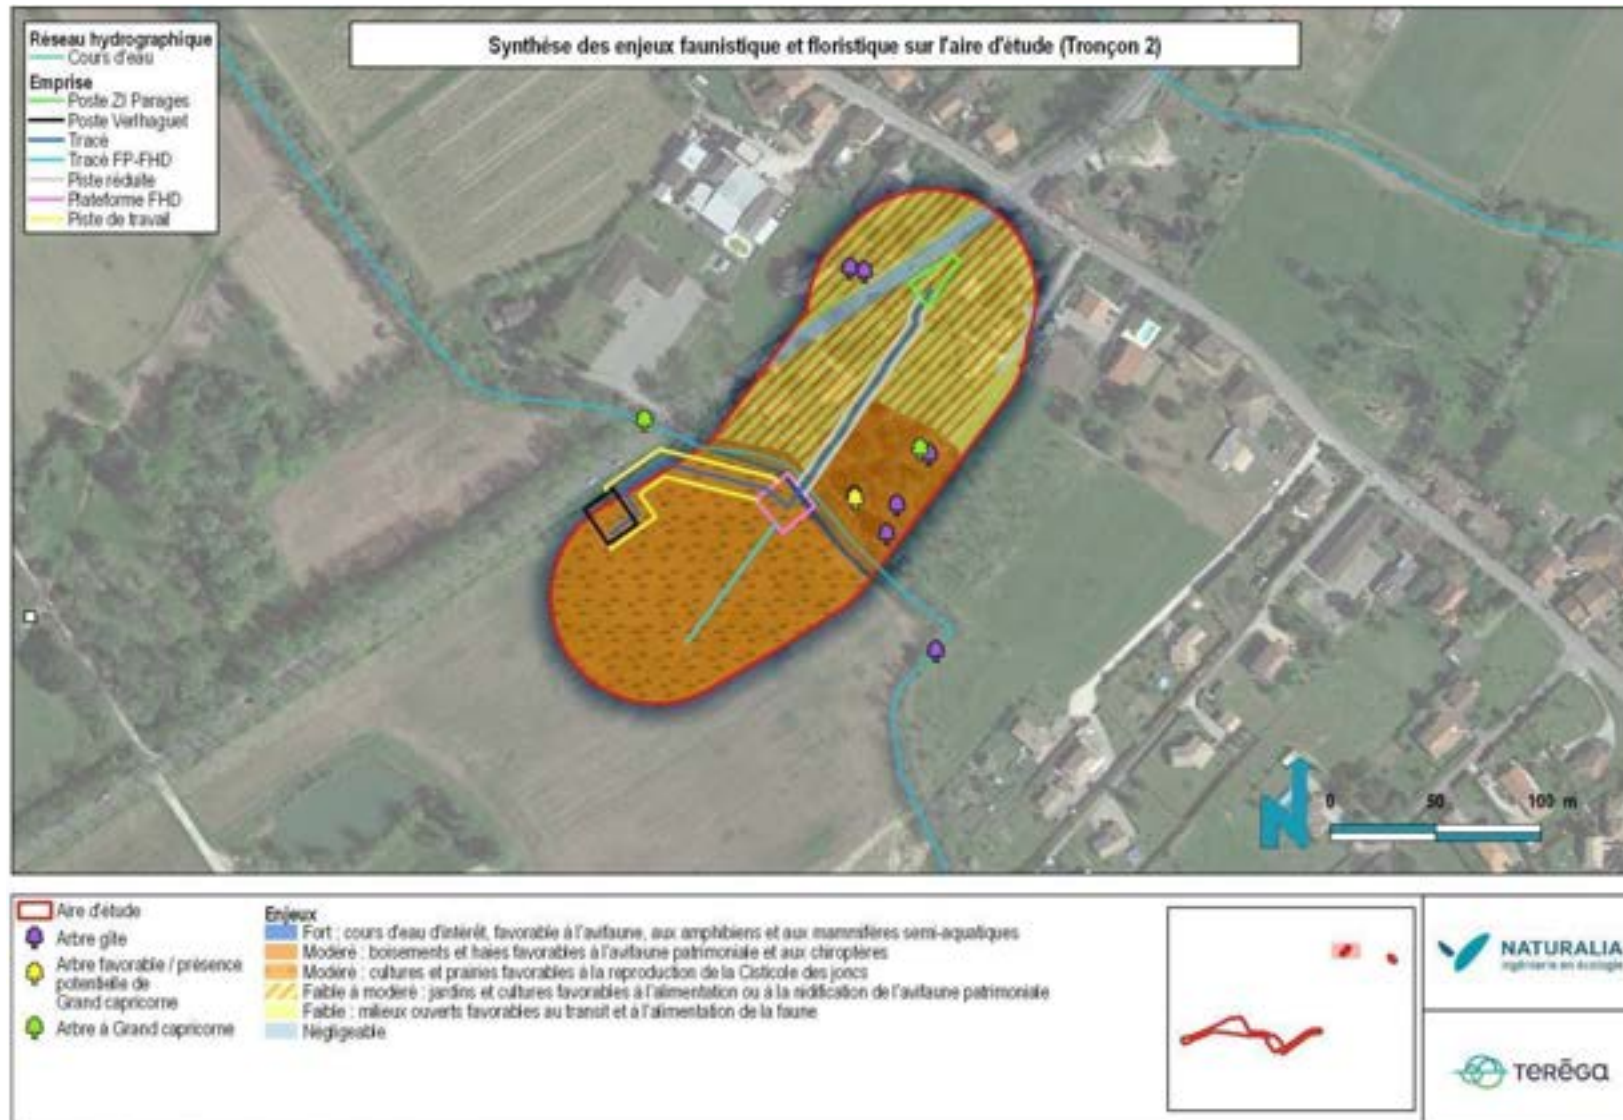 Synthèse des enjeux faunistique et floristique sur l'aire d'étude (Tronçon 2)
Réseau hydrographique
Cours d'eau
Emprise
Poste ZI Parages
Poste Verlhaguet
Tracé
Tracé FP-FHD
Piste réduite
Plateforme FHD
Piste de travail
N
0 50 100 m
Aire d'étude
Arbre gîte
Arbre favorable / présence
potentielle de
Grand capricorne
Arbre à Grand capricorne
Enjeux
Fort : cours d'eau d'intérêt, favorable à l'avifaune, aux amphibiens et aux mammifères semi-aquatiques
Modéré : boisements et haies favorables à l'avifaune patrimoniale et aux chiroptères
Modéré : cultures et prairies favorables à la reproduction de la Cisticole des joncs
Faible à modéré : jardins et cultures favorables à l'alimentation ou à la nidification de l'avifaune patrimoniale
Faible : milieux ouverts favorables au transit et à l'alimentation de la faune
Négligeable
NATURALIA
Ingénierie en écologie
TERĒGA